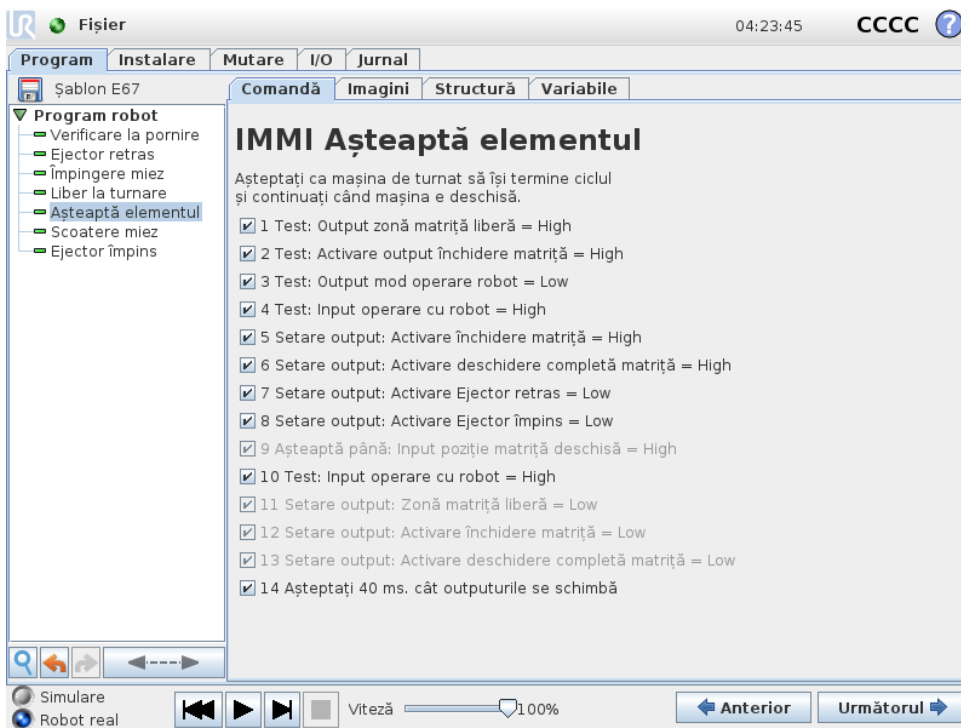 Fișier
04:23:45
CCCC
?
Program Instalare Mutare I/O Jurnal
Șablon E67
Comandă Imagini Structură Variabile
Program robot
Verificare la pornire
Ejector retras
Împingere miez
Liber la turnare
Așteaptă elementul
Scoatere miez
Ejector împins
IMMI Așteaptă elementul
Așteptați ca mașina de turnat să își termine ciclul
și continuați când mașina e deschisă.
1 Test: Output zonă matriță liberă = High
2 Test: Activare output închidere matriță = High
3 Test: Output mod operare robot = Low
4 Test: Input operare cu robot = High
5 Setare output: Activare închidere matriță = High
6 Setare output: Activare deschidere completă matriță = High
7 Setare output: Activare Ejector retras = Low
8 Setare output: Activare Ejector împins = Low
9 Așteaptă până: Input poziție matriță deschisă = High
10 Test: Input operare cu robot = High
11 Setare output: Zonă matriță liberă = Low
12 Setare output: Activare închidere matriță = Low
13 Setare output: Activare deschidere completă matriță = Low
14 Așteptați 40 ms. cât outputurile se schimbă
Simulare
Robot real
Viteză 100%
Anterior Următorul